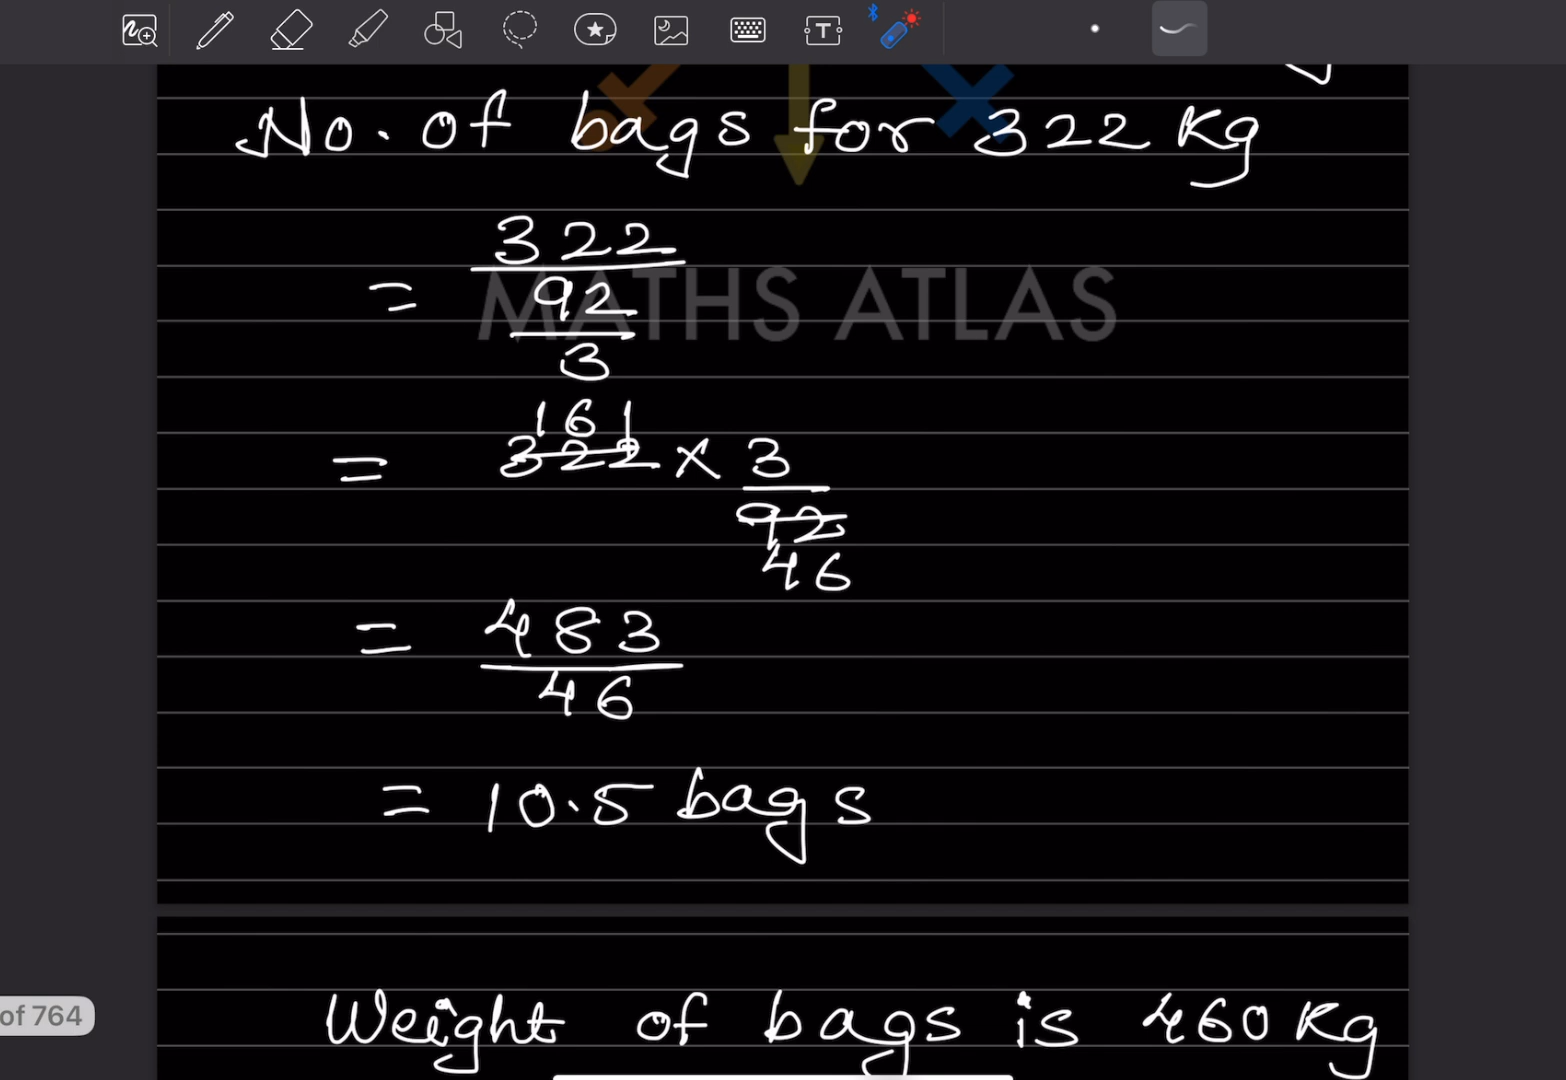 T
No. of bags for 322 Kg
= 322
92
3
MATHS ATLAS
161
= 322 × 3
92
46
= 483
46
= 10.5 bags
of 764
Weight of bags is 460 Kg